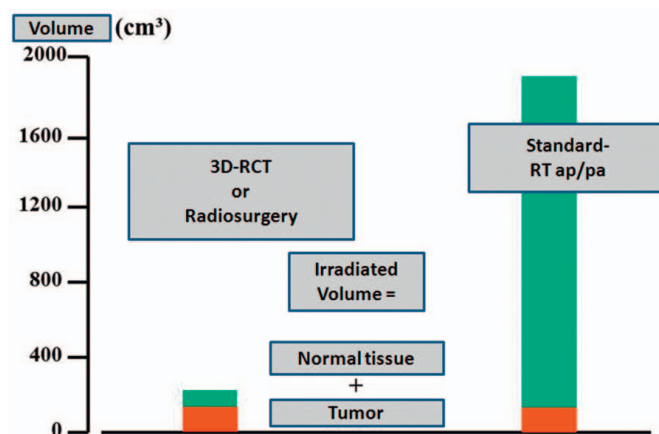 Volume (cm³)
2000
1600
1200
800
400
0
3D-RCT
or
Radiosurgery
Irradiated
Volume =
Normal tissue
+
Tumor
Standard-
RT ap/pa